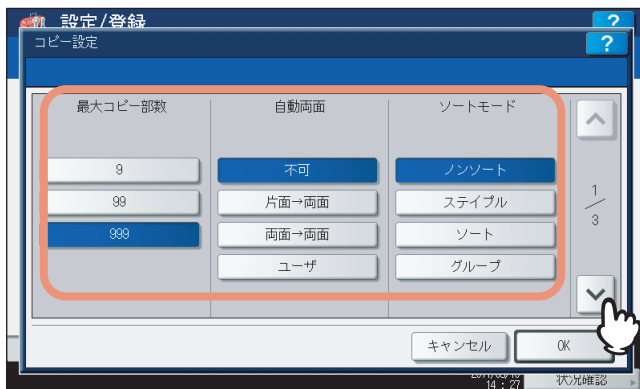 設定/登録
?
コピー設定
?
最大コピー部数
自動両面
ソートモード
9
不可
ノンソート
99
片面→両面
ステイプル
1
/
3
999
両面→両面
ソート
ユーザ
グループ
キャンセル
OK
14 : 27
状況確認